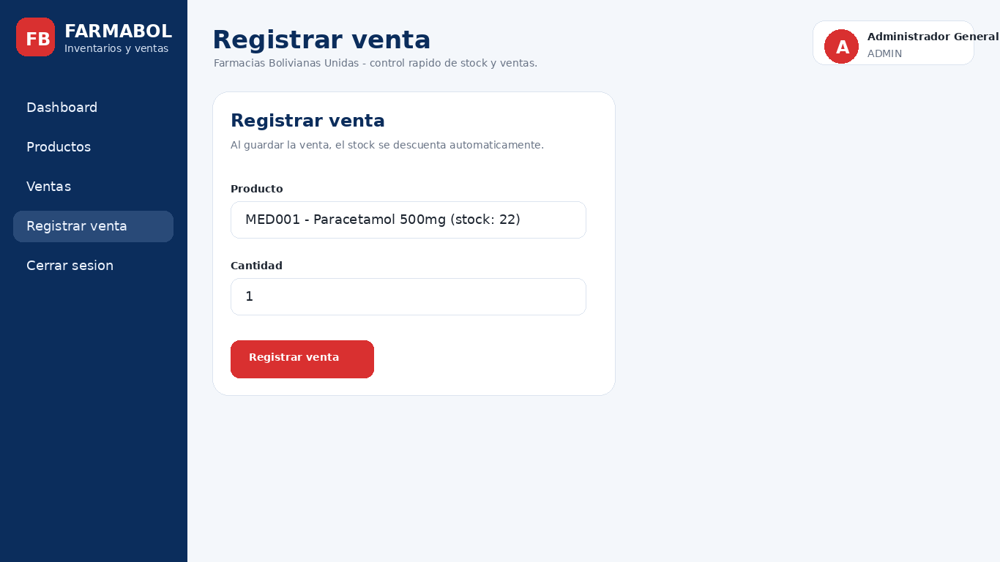 FB
FARMABOL
Inventarios y ventas
Dashboard
Productos
Ventas
Registrar venta
Cerrar sesion
Registrar venta
Farmacias Bolivianas Unidas - control rapido de stock y ventas.
A
Administrador General
ADMIN
Registrar venta
Al guardar la venta, el stock se descuenta automaticamente.
Producto
MED001 - Paracetamol 500mg (stock: 22)
Cantidad
1
Registrar venta